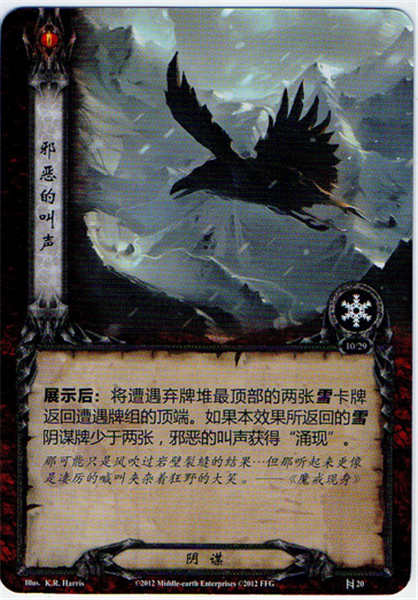 邪恶的叫声
10/29
展示后：将遭遇弃牌堆最顶部的两张雪卡牌
返回遭遇牌组的顶端。如果本效果所返回的雪
阴谋牌少于两张，邪恶的叫声获得“涌现”。
那可能只是风吹过岩壁裂缝的结果…但那听起来更像
是凄厉的喊叫夹杂着狂野的大笑。——《魔戒现身》
阴谋
Illus. K.R. Harris
©2012 Middle-earth Enterprises ©2012 FFG
20